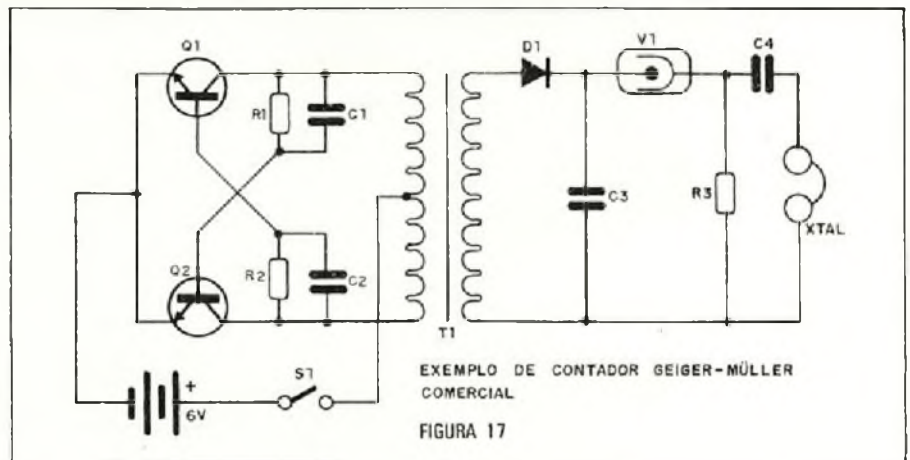 Q1
D1
V1
C4
R1
C1
C3
R3
XTAL
Q2
R2
C2
T1
+
6V
S1
EXEMPLO DE CONTADOR GEIGER-MÜLLER
COMERCIAL
FIGURA 17